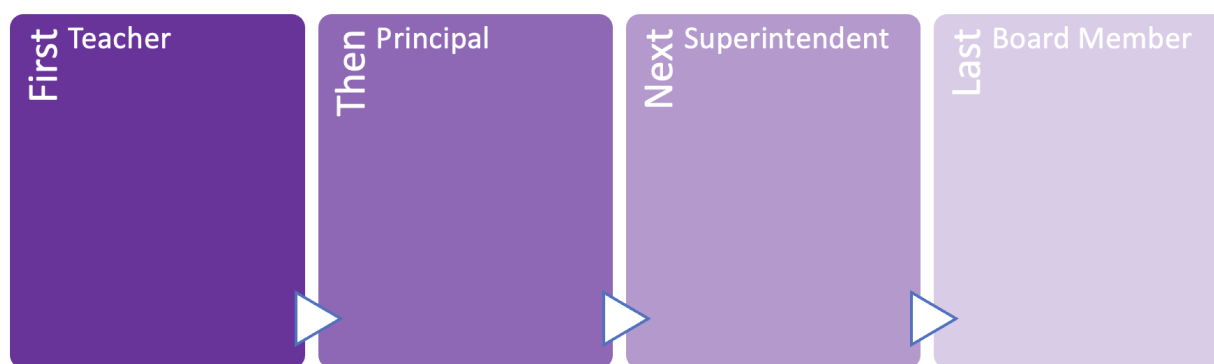 First
Teacher
Then
Principal
Next
Superintendent
Last
Board Member